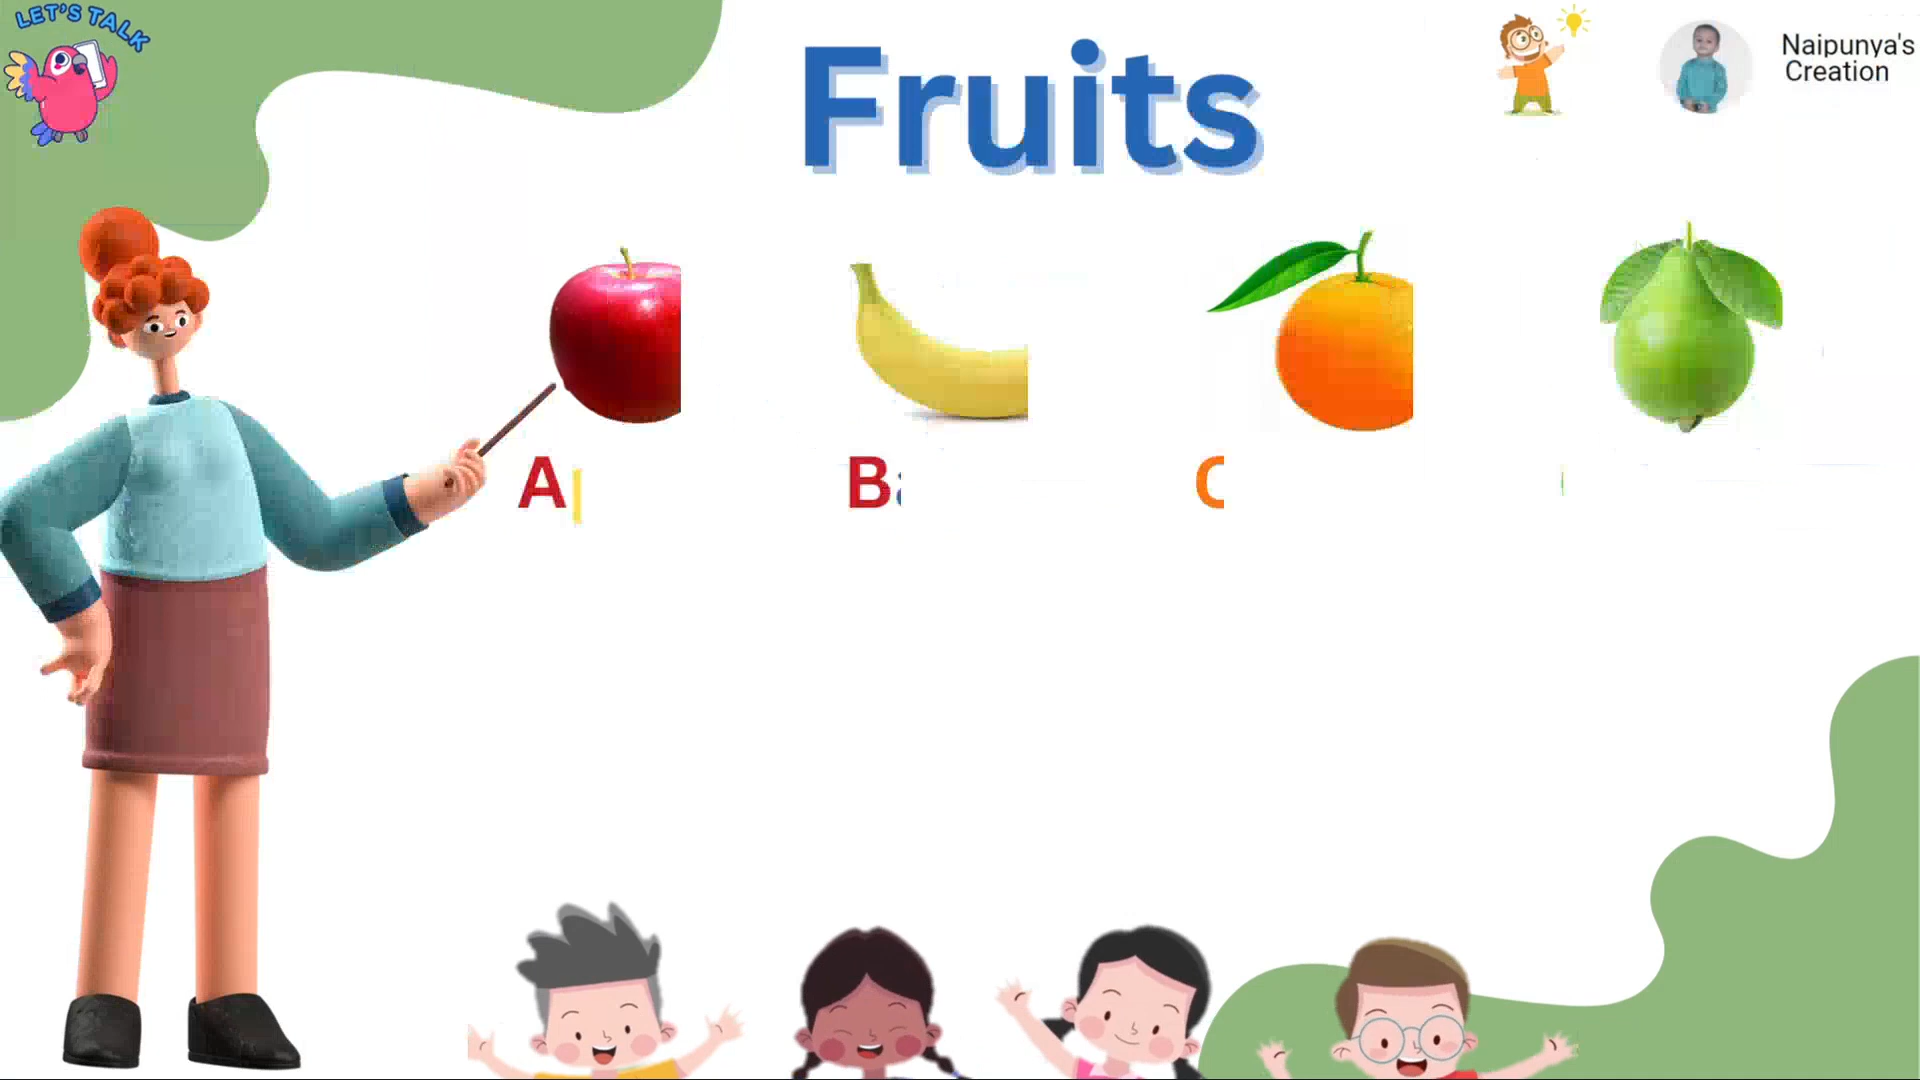 LET'S TALK
Fruits
Naipunya's
Creation
A
B